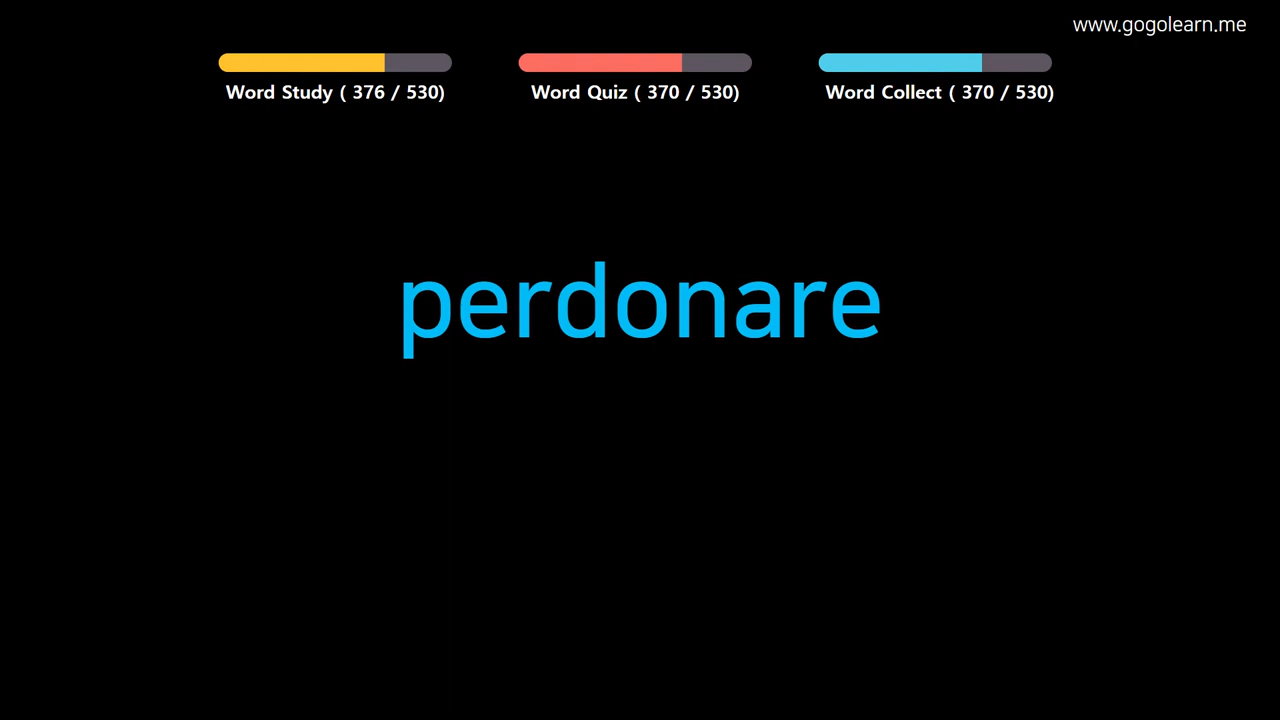 www.gogolearn.me
Word Study ( 376 / 530)
Word Quiz ( 370 / 530)
Word Collect ( 370 / 530)
perdonare